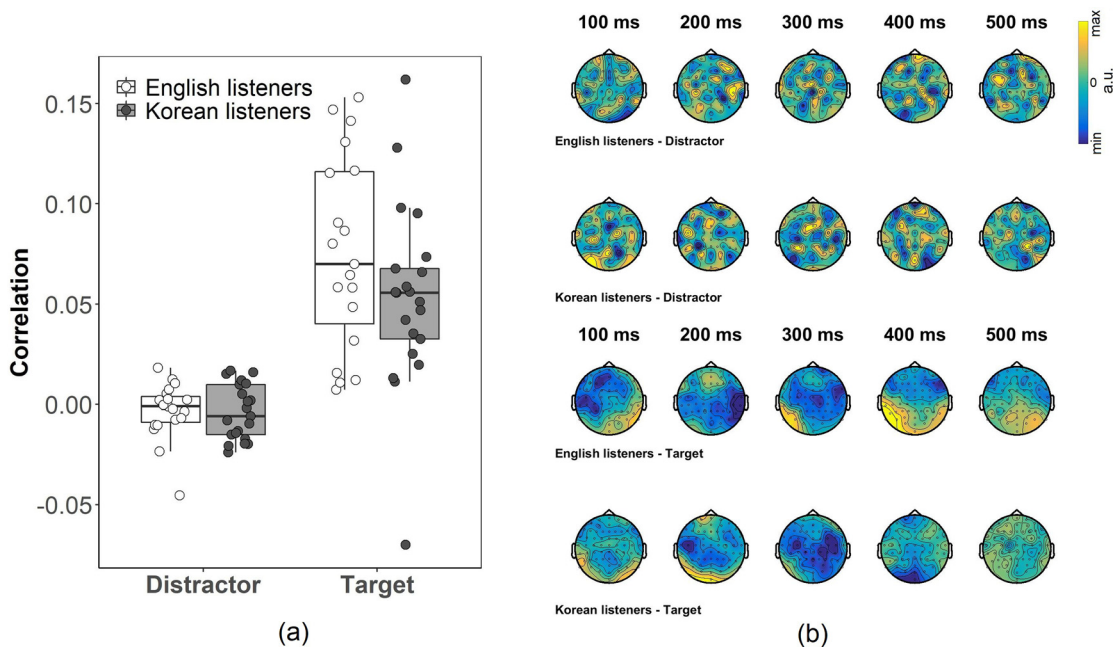 English listeners
Korean listeners
0.15
0.10
0.05
0.00
-0.05
Correlation
Distractor Target
(a)
100 ms 200 ms 300 ms 400 ms 500 ms
English listeners - Distractor
Korean listeners - Distractor
100 ms 200 ms 300 ms 400 ms 500 ms
English listeners - Target
Korean listeners - Target
max
0
min
a.u.
(b)